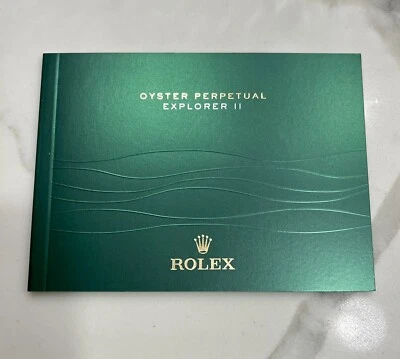 OYSTER PERPETUAL
EXPLORER II
ROLEX